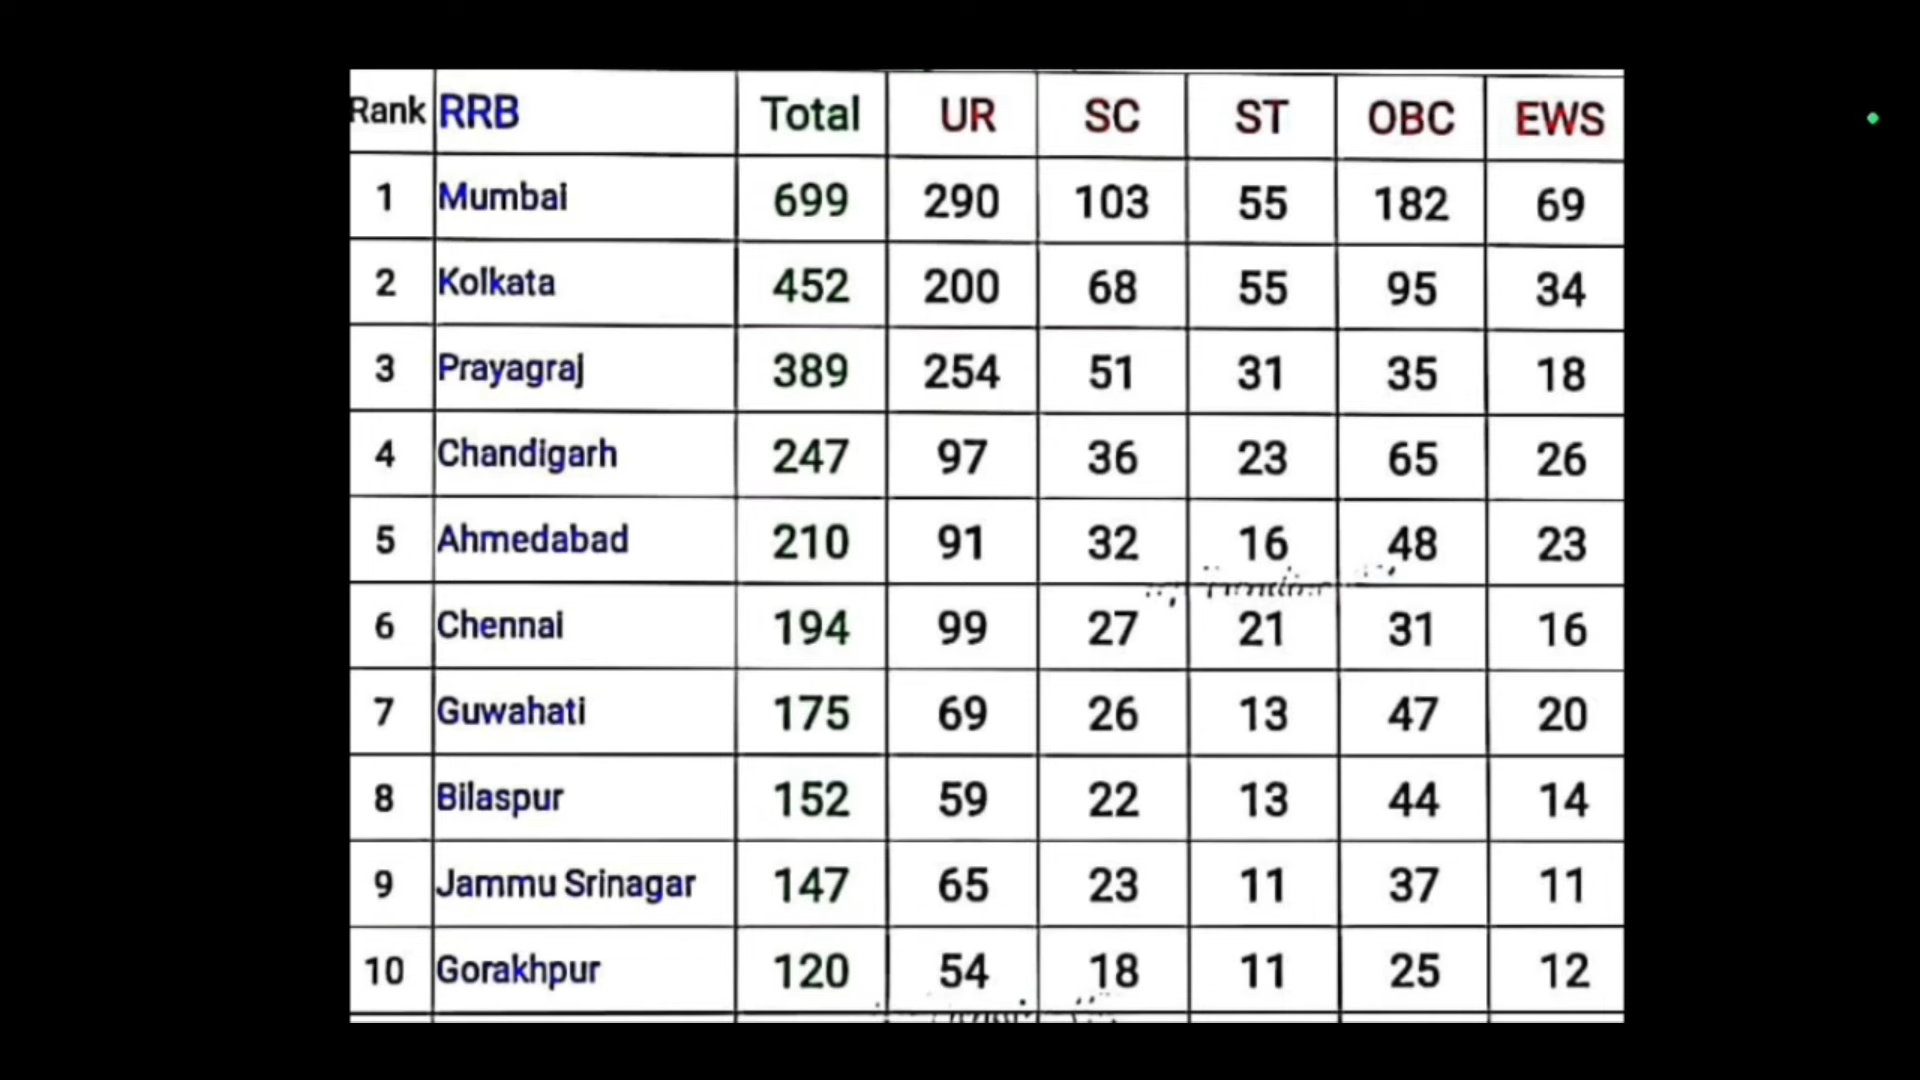 Rank RRB Total UR SC ST OBC EWS
1 Mumbai 699 290 103 55 182 69
2 Kolkata 452 200 68 55 95 34
3 Prayagraj 389 254 51 31 35 18
4 Chandigarh 247 97 36 23 65 26
5 Ahmedabad 210 91 32 16 48 23
6 Chennai 194 99 27 21 31 16
7 Guwahati 175 69 26 13 47 20
8 Bilaspur 152 59 22 13 44 14
9 Jammu Srinagar 147 65 23 11 37 11
10 Gorakhpur 120 54 18 11 25 12